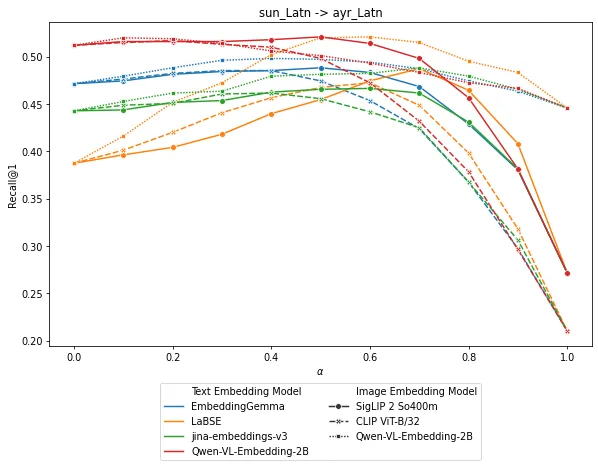 sun_Latn -> ayr_Latn
Recall@1
0.50
0.45
0.40
0.35
0.30
0.25
0.20
0.0 0.2 0.4 0.6 0.8 1.0
α
Text Embedding Model Image Embedding Model
EmbeddingGemma SigLIP 2 So400m
LaBSE CLIP ViT-B/32
jina-embeddings-v3 Qwen-VL-Embedding-2B
Qwen-VL-Embedding-2B